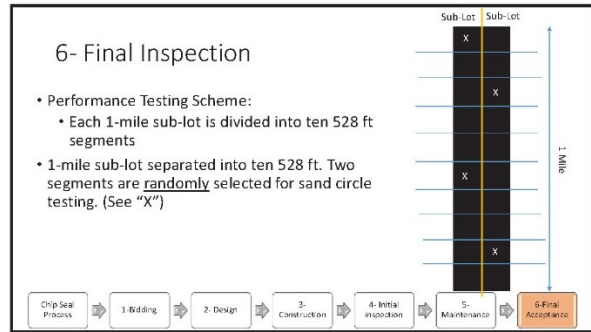 Sub-Lot Sub-Lot
6- Final Inspection
X
• Performance Testing Scheme:
X
• Each 1-mile sub-lot is divided into ten 528 ft
segments
• 1-mile sub-lot separated into ten 528 ft. Two
segments are randomly selected for sand circle
testing. (See “X”)
1 Mile
X
X
Chip Seal
Process
1-Bidding
2- Design
3-
Construction
4- Initial
inspection
5-
Maintenance
6-Final
Acceptance